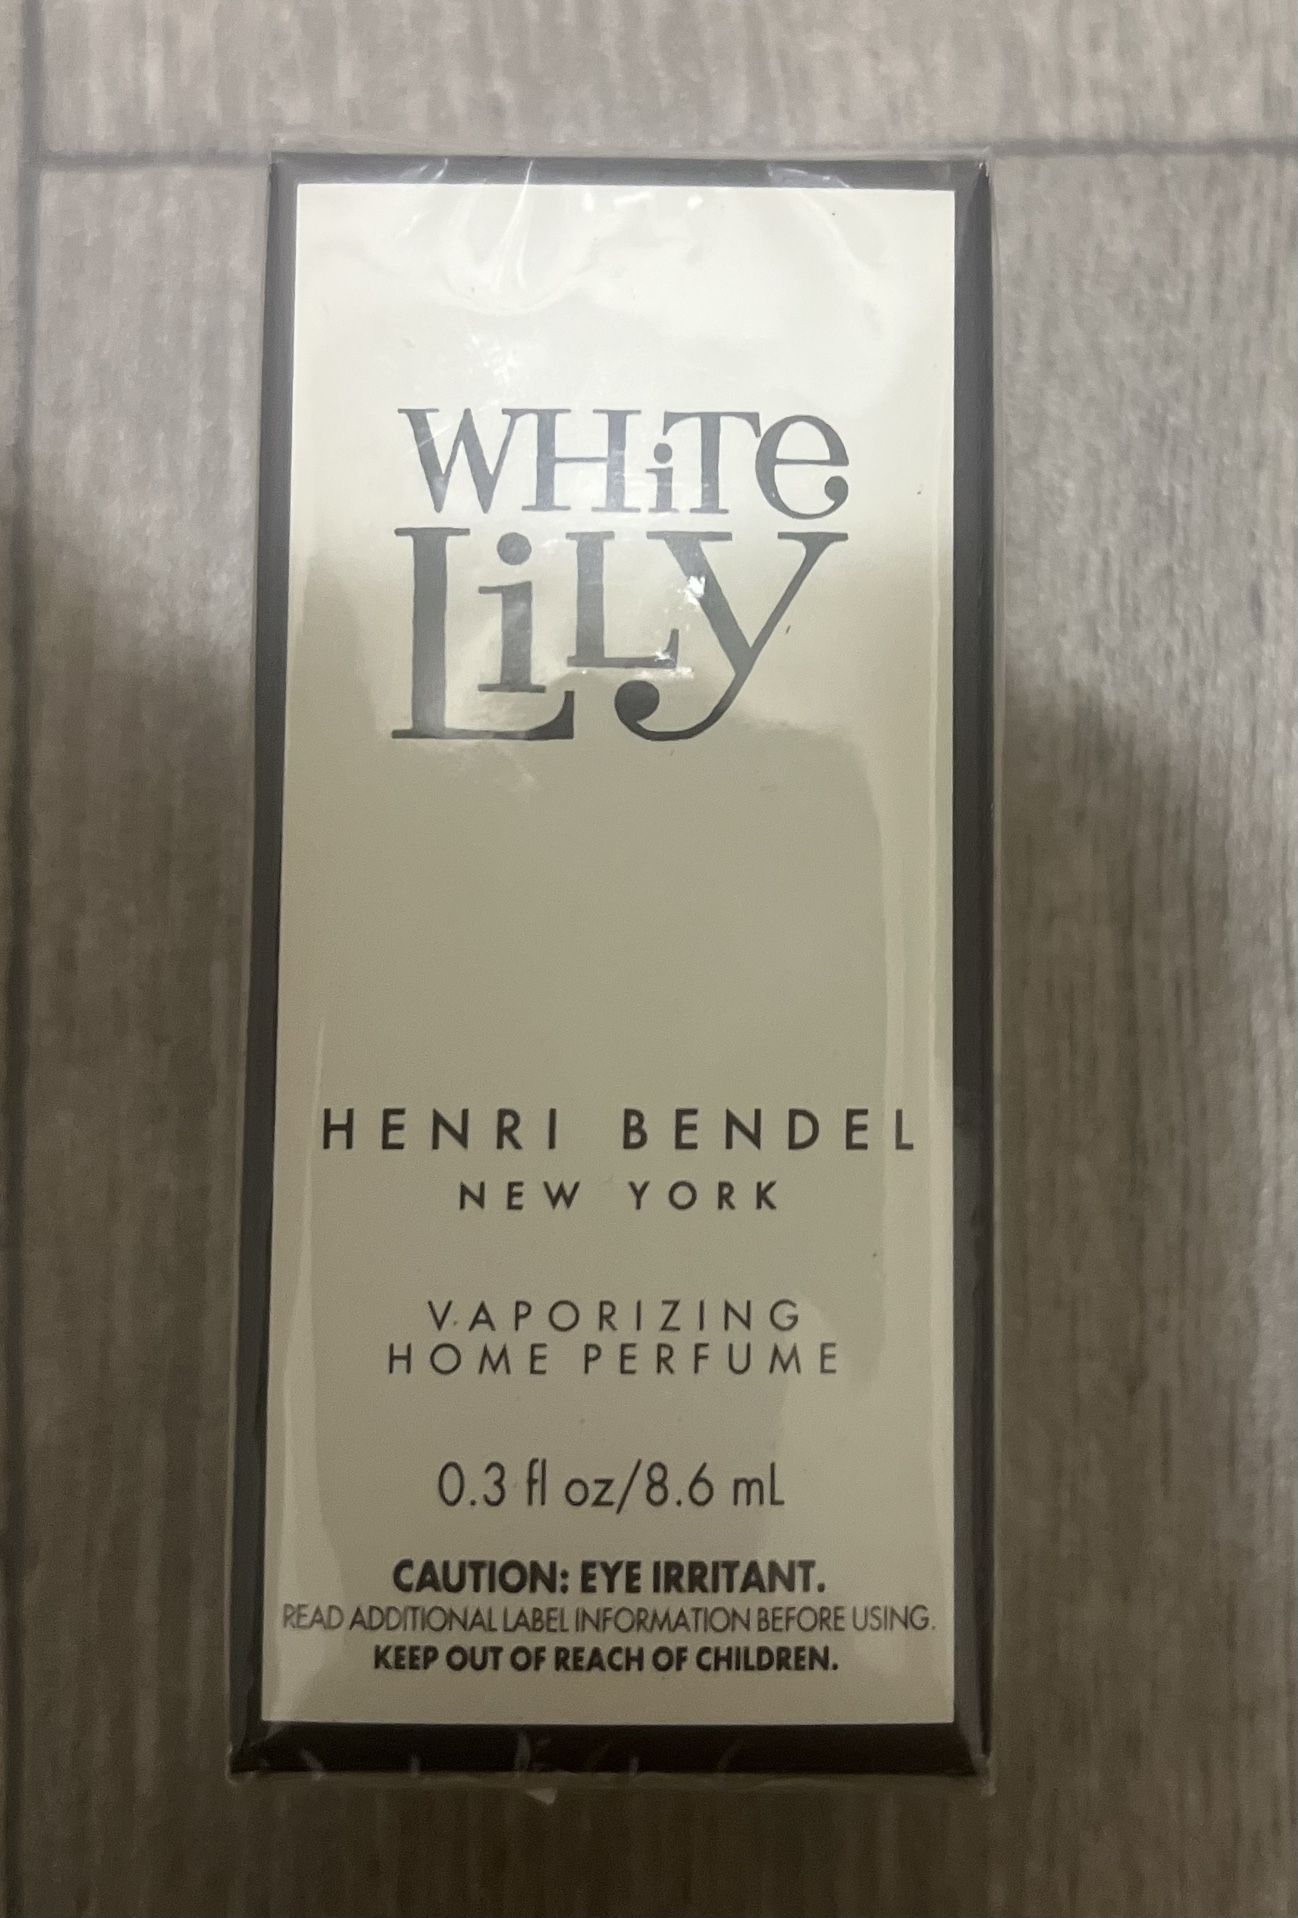 WHiTe
LiLy
HENRI BENDEL
NEW YORK
VAPORIZING
HOME PERFUME
0.3 fl oz/8.6 mL
CAUTION: EYE IRRITANT.
READ ADDITIONAL LABEL INFORMATION BEFORE USING.
KEEP OUT OF REACH OF CHILDREN.